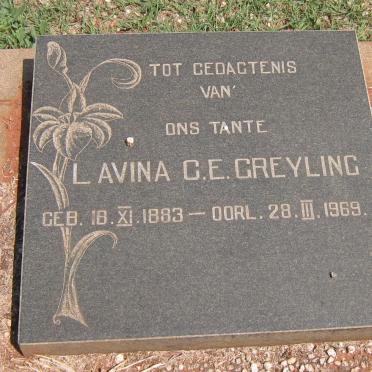 TOT GEDAGTENIS
VAN
ONS TANTE
LAVINA C.E. GREYLING
GEB. 18. XI. 1883 — OORL. 28. III. 1969.